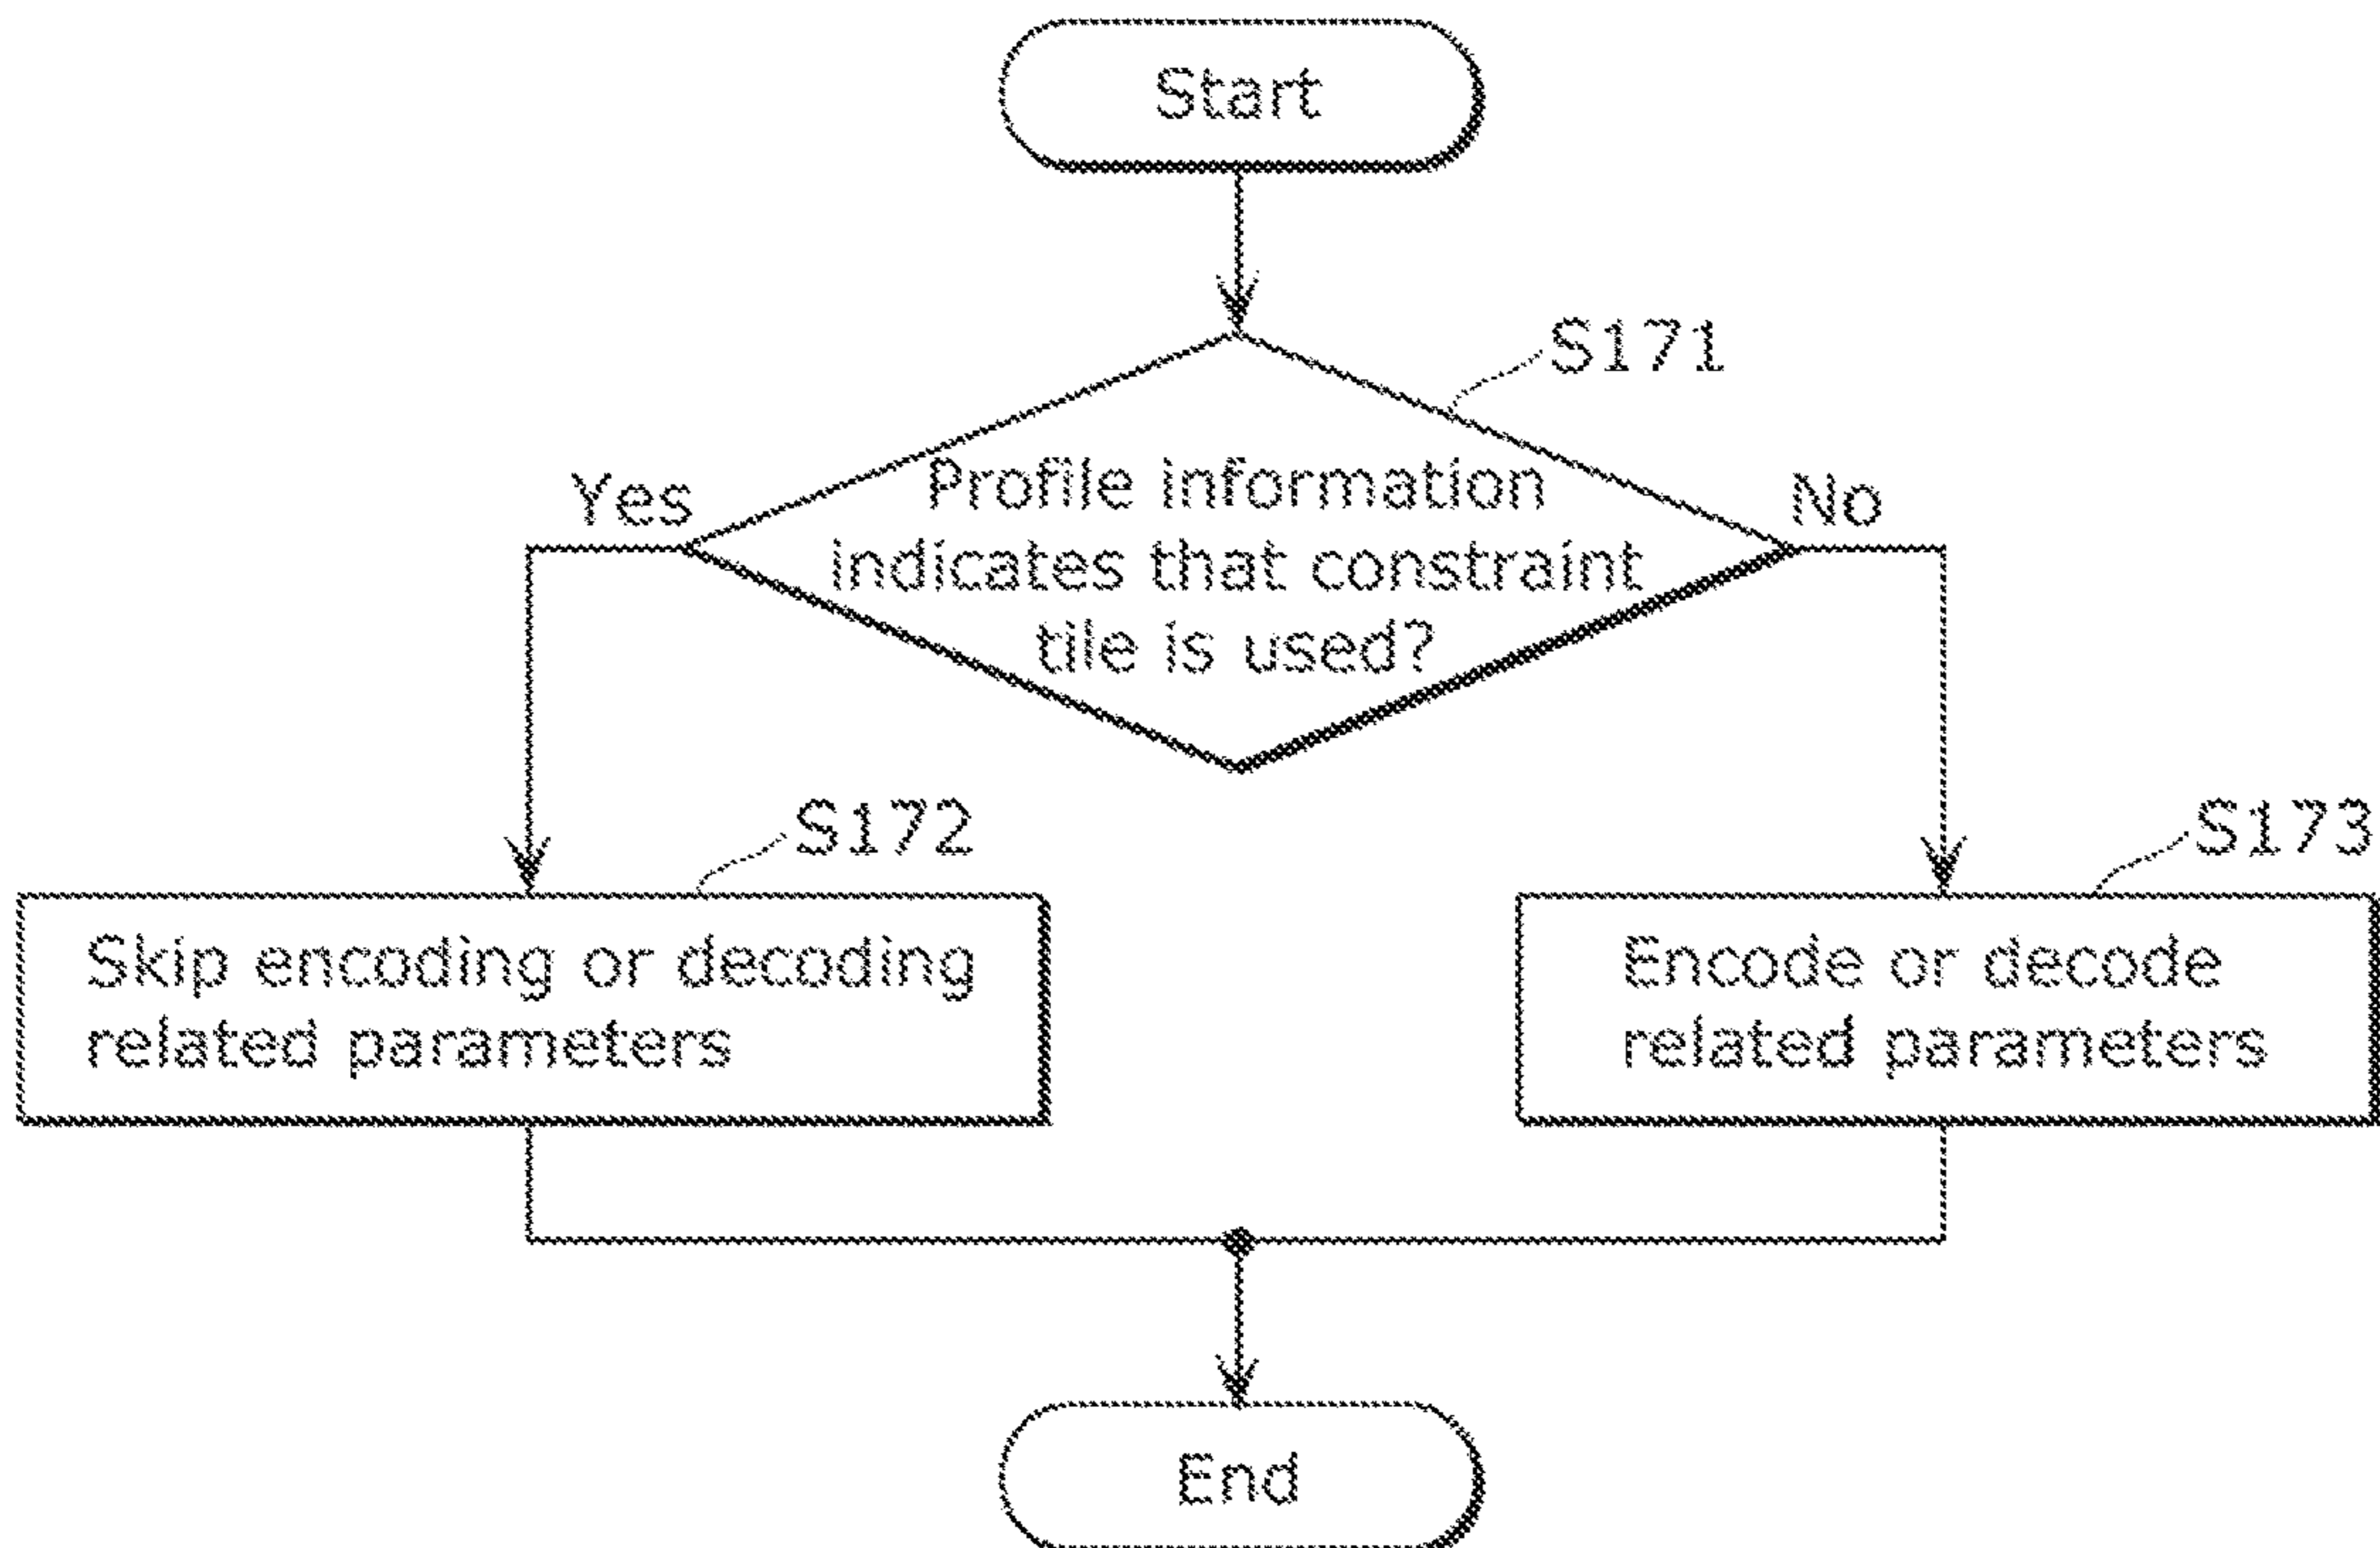 Start
S171
Profile information
indicates that constraint
tile is used?
Yes
No
S172
Skip encoding or decoding
related parameters
S173
Encode or decode
related parameters
End